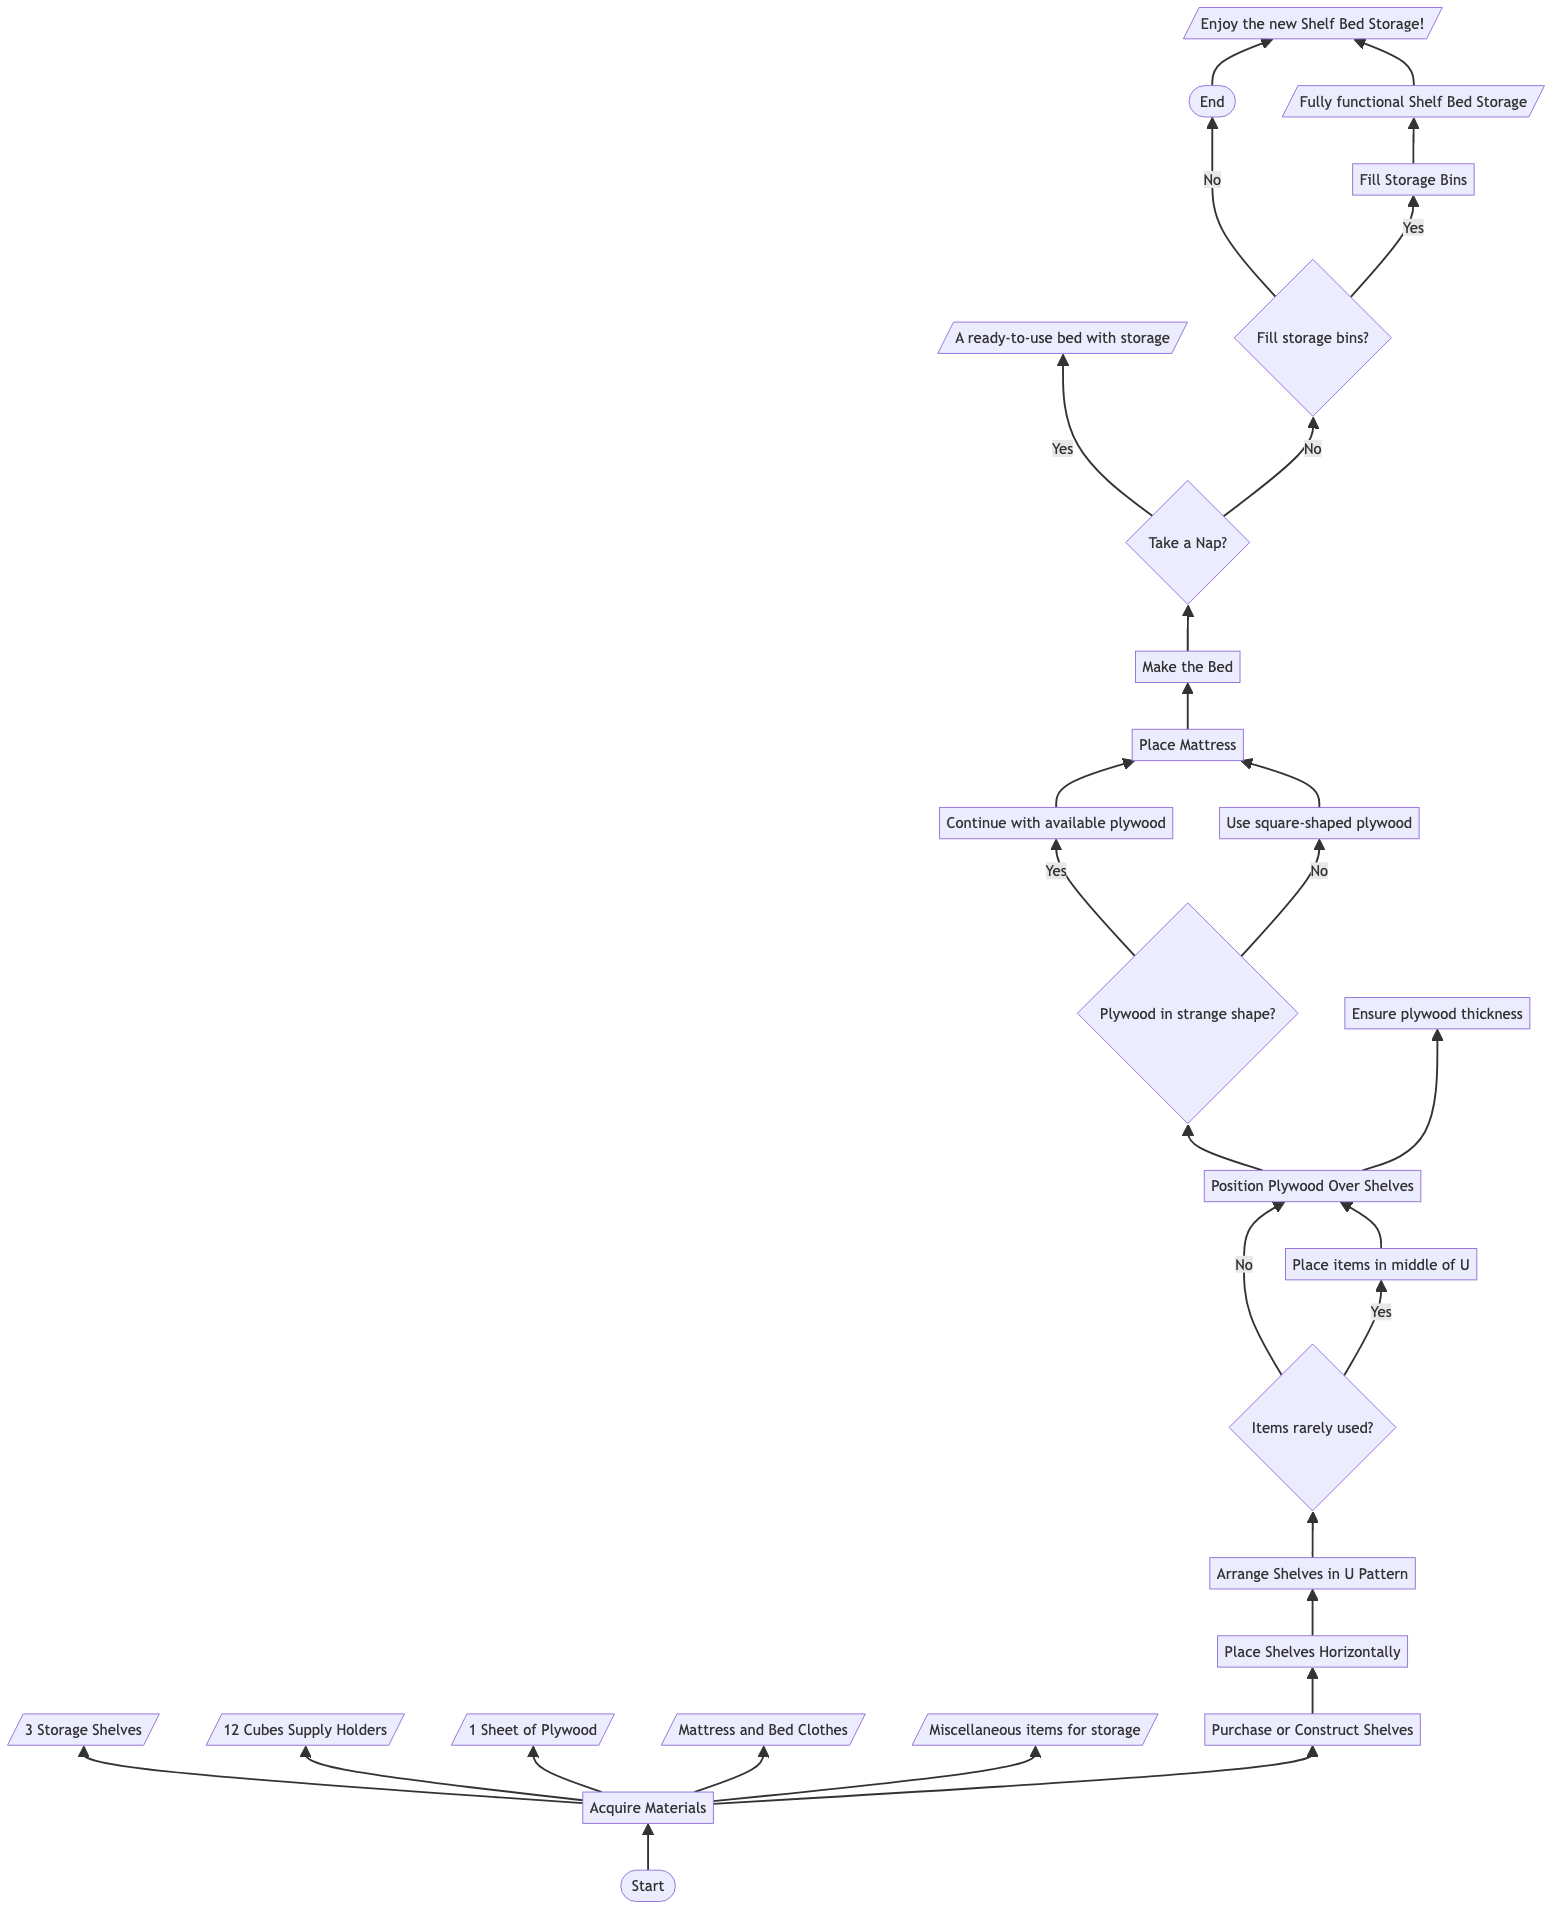 Enjoy the new Shelf Bed Storage!
End
Fully functional Shelf Bed Storage
No
Fill Storage Bins
Yes
A ready-to-use bed with storage
Fill storage bins?
Yes
No
Take a Nap?
Make the Bed
Place Mattress
Continue with available plywood
Use square-shaped plywood
Yes
No
Plywood in strange shape?
Ensure plywood thickness
Position Plywood Over Shelves
No
Place items in middle of U
Yes
Items rarely used?
Arrange Shelves in U Pattern
Place Shelves Horizontally
3 Storage Shelves
12 Cubes Supply Holders
1 Sheet of Plywood
Mattress and Bed Clothes
Miscellaneous items for storage
Purchase or Construct Shelves
Acquire Materials
Start